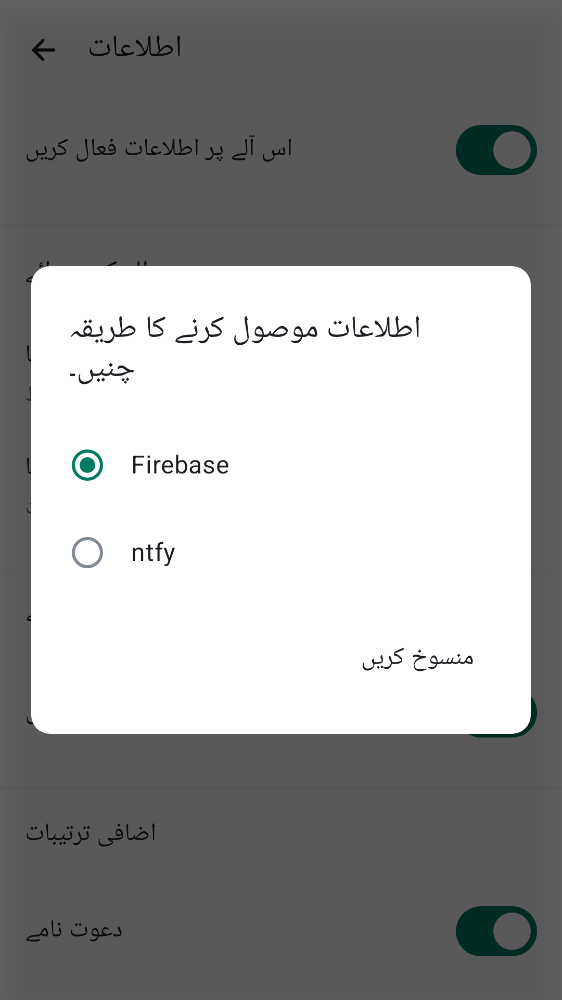 اطلاعات
اس آلے پر اطلاعات فعال کریں
اطلاعات موصول کرنے کا طریقہ
چنیں۔
Firebase
ntfy
منسوخ کریں
اضافی ترتیبات
دعوت نامے